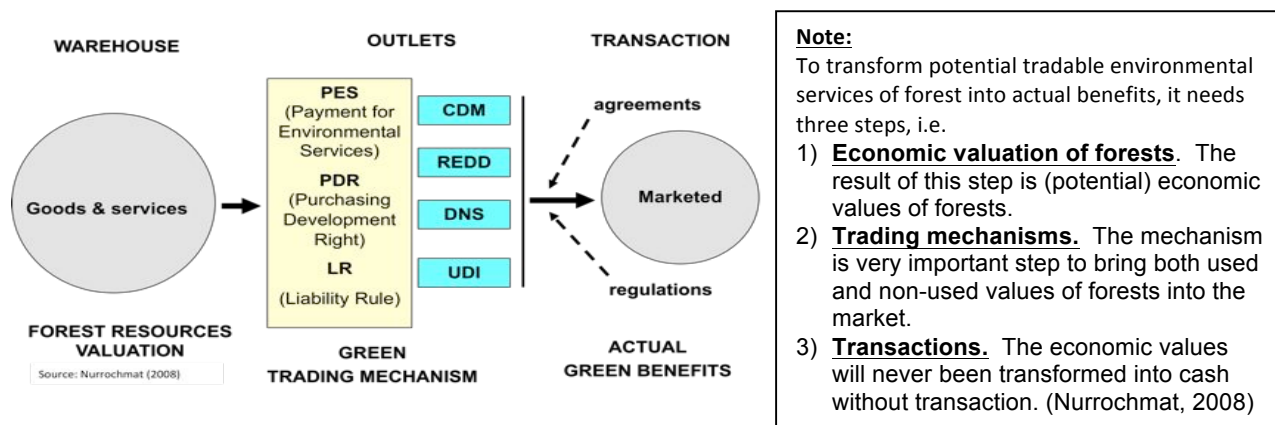 WAREHOUSE
OUTLETS
TRANSACTION
Goods & services
PES
(Payment for
Environmental
Services)
PDR
(Purchasing
Development
Right)
LR
(Liability Rule)
CDM
REDD
DNS
UDI
agreements
Marketed
regulations
FOREST RESOURCES
VALUATION
Source: Nurrochmat (2008)
GREEN
TRADING MECHANISM
ACTUAL
GREEN BENEFITS
Note:
To transform potential tradable environmental
services of forest into actual benefits, it needs
three steps, i.e.
1) Economic valuation of forests. The
result of this step is (potential) economic
values of forests.
2) Trading mechanisms. The mechanism
is very important step to bring both used
and non-used values of forests into the
market.
3) Transactions. The economic values
will never been transformed into cash
without transaction. (Nurrochmat, 2008)